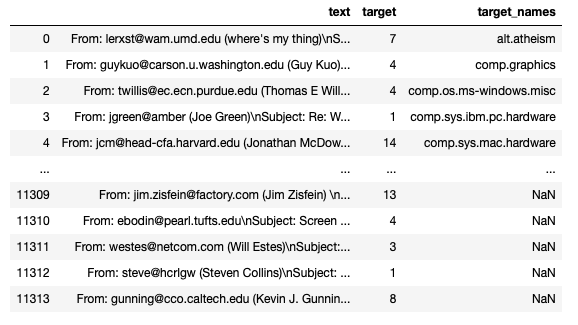 text target target_names
0 From: lerxst@wam.umd.edu (where's my thing)\nS... 7 alt.atheism
1 From: guykuo@carson.u.washington.edu (Guy Kuo)... 4 comp.graphics
2 From: twillis@ec.ecn.purdue.edu (Thomas E Will... 4 comp.os.ms-windows.misc
3 From: jgreen@amber (Joe Green)\nSubject: Re: W... 1 comp.sys.ibm.pc.hardware
4 From: jcm@head-cfa.harvard.edu (Jonathan McDow... 14 comp.sys.mac.hardware
... ... ... ...
11309 From: jim.zisfein@factory.com (Jim Zisfein) \n... 13 NaN
11310 From: ebodin@pearl.tufts.edu\nSubject: Screen ... 4 NaN
11311 From: westes@netcom.com (Will Estes)\nSubject:... 3 NaN
11312 From: steve@hcrlgw (Steven Collins)\nSubject: ... 1 NaN
11313 From: gunning@cco.caltech.edu (Kevin J. Gunnin... 8 NaN